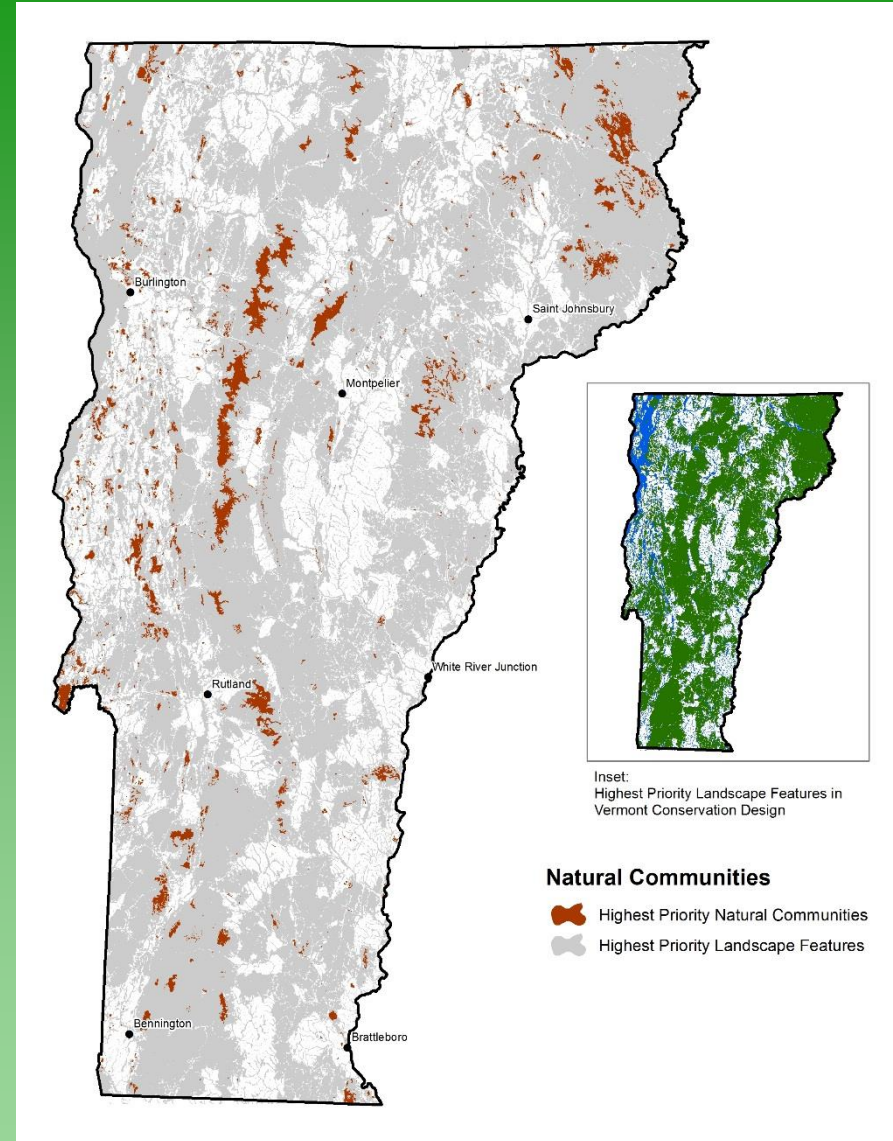 Burlington
Saint Johnsbury
Montpelier
White River Junction
Rutland
Inset:
Highest Priority Landscape Features in
Vermont Conservation Design
Natural Communities
Highest Priority Natural Communities
Highest Priority Landscape Features
Bennington
Brattleboro